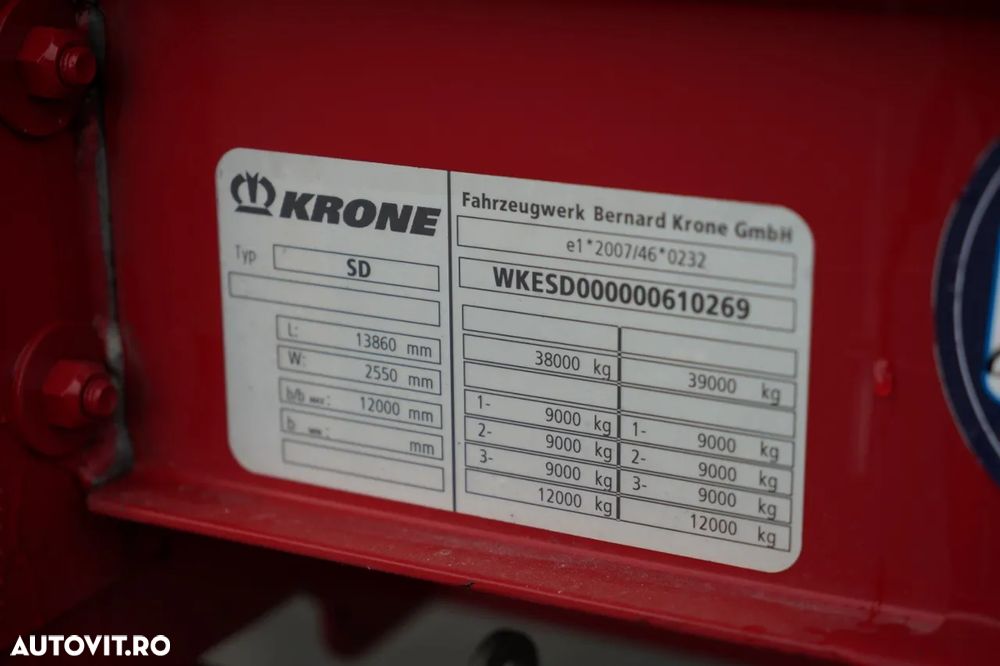 KRONE
Typ SD
L: 13860 mm
W: 2550 mm
b/b MAX: 12000 mm
b MIN: mm
Fahrzeugwerk Bernard Krone GmbH
e1*2007/46*0232
WKESD000000610269
38000 kg 39000 kg
1- 9000 kg 1- 9000 kg
2- 9000 kg 2- 9000 kg
3- 9000 kg 3- 9000 kg
12000 kg 12000 kg
AUTOVIT.RO